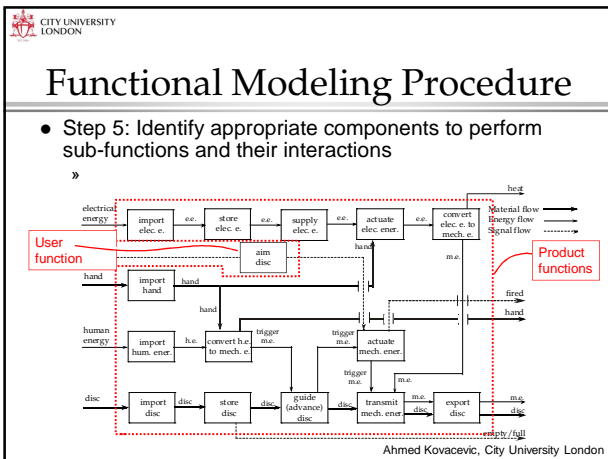 CITY UNIVERSITY
LONDON
Functional Modeling Procedure
● Step 5: Identify appropriate components to perform
sub-functions and their interactions
»
heat
electrical
energy
import
elec. e.
e.e.
store
elec. e.
e.e.
supply
elec. e.
e.e.
actuate
elec. ener.
e.e.
convert
elec. e. to
mech. e.
Material flow
Energy flow
Signal flow
User
function
aim
disc
hand
m.e.
Product
functions
hand
import
hand
hand
hand
fired
hand
human
energy
import
hum. ener.
h.e.
convert h.e.
to mech. e.
trigger
m.e.
trigger
m.e.
actuate
mech. ener.
trigger
m.e.
m.e.
disc
import
disc
disc
store
disc
disc
guide
(advance)
disc
disc
transmit
mech. ener.
m.e.
disc
export
disc
m.e.
disc
empty/full
Ahmed Kovacevic, City University London